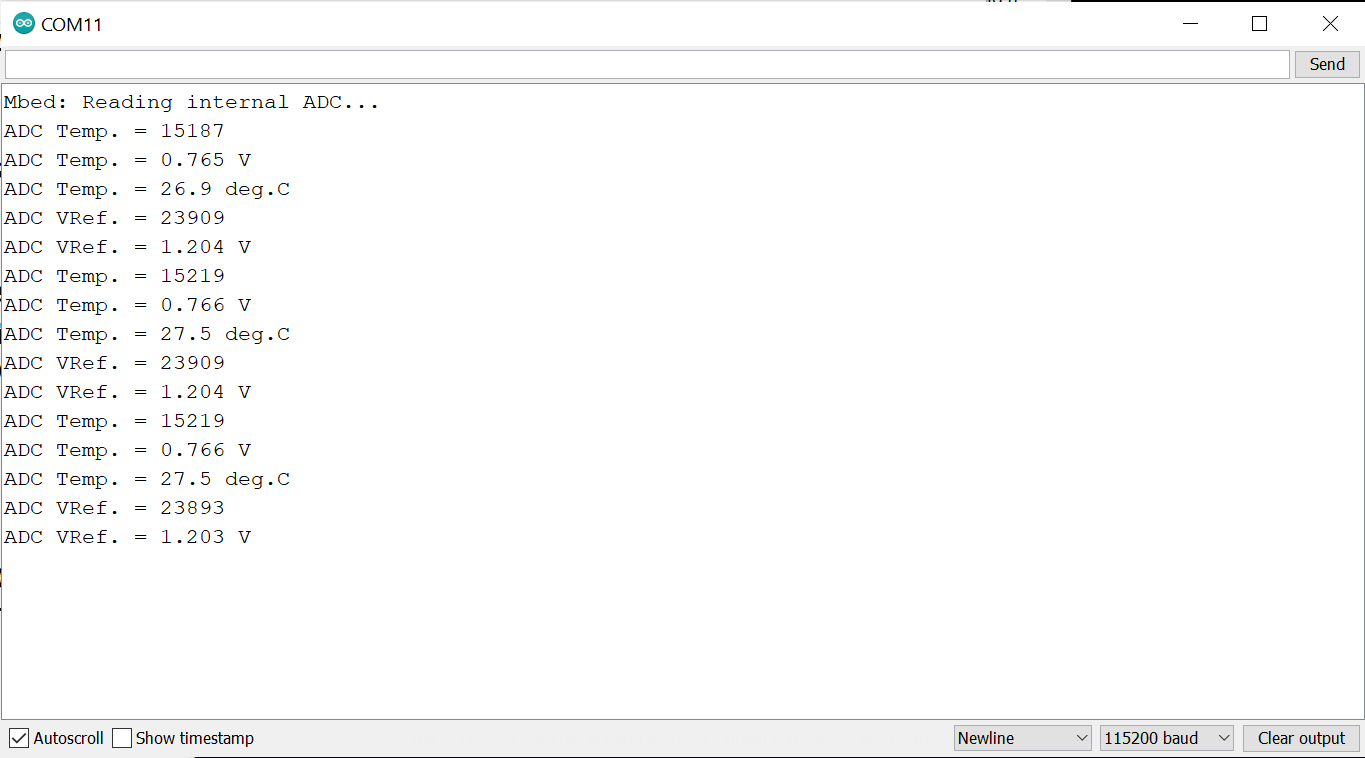 COM11
Send
Mbed: Reading internal ADC...
ADC Temp. = 15187
ADC Temp. = 0.765 V
ADC Temp. = 26.9 deg.C
ADC VRef. = 23909
ADC VRef. = 1.204 V
ADC Temp. = 15219
ADC Temp. = 0.766 V
ADC Temp. = 27.5 deg.C
ADC VRef. = 23909
ADC VRef. = 1.204 V
ADC Temp. = 15219
ADC Temp. = 0.766 V
ADC Temp. = 27.5 deg.C
ADC VRef. = 23893
ADC VRef. = 1.203 V
Autoscroll Show timestamp Newline 115200 baud Clear output